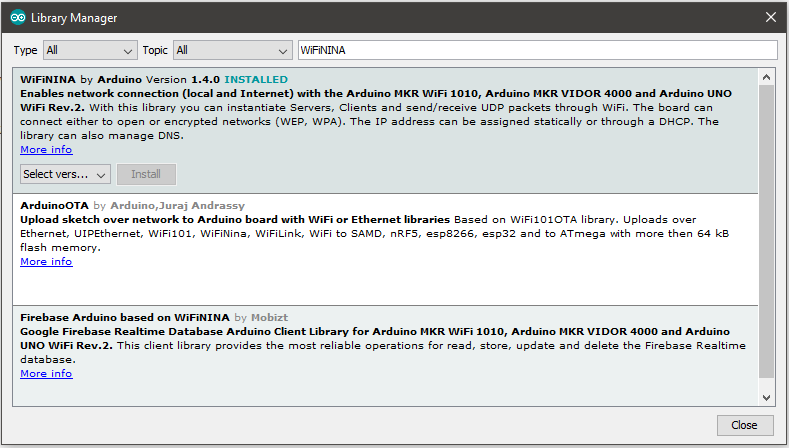 Library Manager
Type All Topic All WiFiNINA
WiFiNINA by Arduino Version 1.4.0 INSTALLED
Enables network connection (local and Internet) with the Arduino MKR WiFi 1010, Arduino MKR VIDOR 4000 and Arduino UNO
WiFi Rev.2. With this library you can instantiate Servers, Clients and send/receive UDP packets through WiFi. The board can
connect either to open or encrypted networks (WEP, WPA). The IP address can be assigned statically or through a DHCP. The
library can also manage DNS.
More info
Select vers... Install
ArduinoOTA by Arduino,Juraj Andrassy
Upload sketch over network to Arduino board with WiFi or Ethernet libraries Based on WiFi101OTA library. Uploads over
Ethernet, UIPEthernet, WiFi101, WiFiNina, WiFiLink, WiFi to SAMD, nRF5, esp8266, esp32 and to ATmega with more then 64 kB
flash memory.
More info
Firebase Arduino based on WiFiNINA by Mobizt
Google Firebase Realtime Database Arduino Client Library for Arduino MKR WiFi 1010, Arduino MKR VIDOR 4000 and Arduino
UNO WiFi Rev.2. This client library provides the most reliable operations for read, store, update and delete the Firebase Realtime
database.
More info
Close